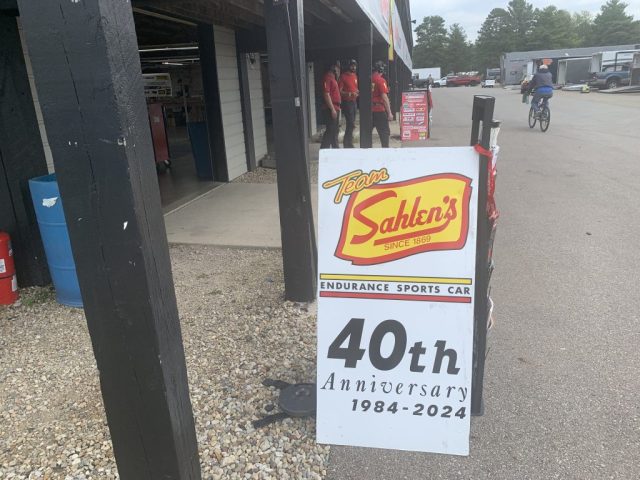 Team
Sahlen's
SINCE 1869
ENDURANCE SPORTS CAR
40th
Anniversary
1984-2024